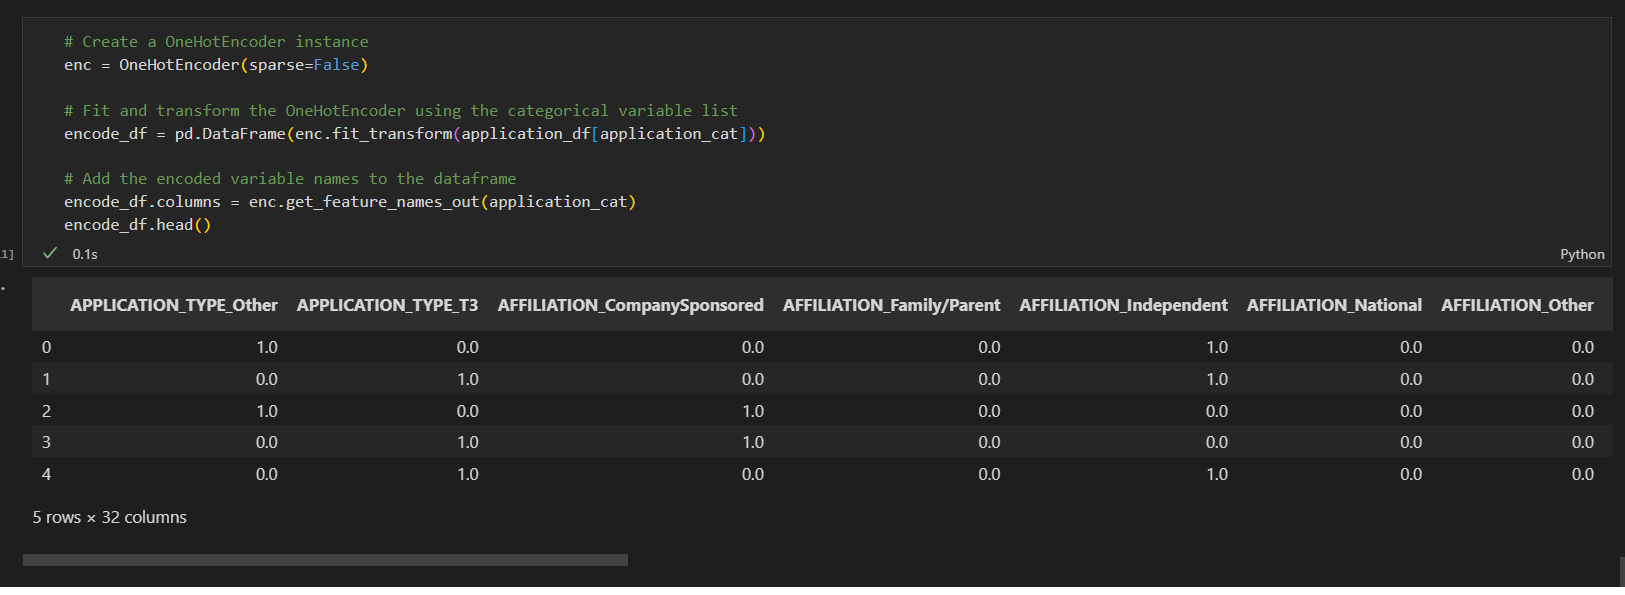 # Create a OneHotEncoder instance
enc = OneHotEncoder(sparse=False)
# Fit and transform the OneHotEncoder using the categorical variable list
encode_df = pd.DataFrame(enc.fit_transform(application_df[application_cat]))
# Add the encoded variable names to the dataframe
encode_df.columns = enc.get_feature_names_out(application_cat)
encode_df.head()
1] 0.1s Python
APPLICATION_TYPE_Other APPLICATION_TYPE_T3 AFFILIATION_CompanySponsored AFFILIATION_Family/Parent AFFILIATION_Independent AFFILIATION_National AFFILIATION_Other
0 1.0 0.0 0.0 0.0 1.0 0.0 0.0
1 0.0 1.0 0.0 0.0 1.0 0.0 0.0
2 1.0 0.0 1.0 0.0 0.0 0.0 0.0
3 0.0 1.0 1.0 0.0 0.0 0.0 0.0
4 0.0 1.0 0.0 0.0 1.0 0.0 0.0
5 rows × 32 columns